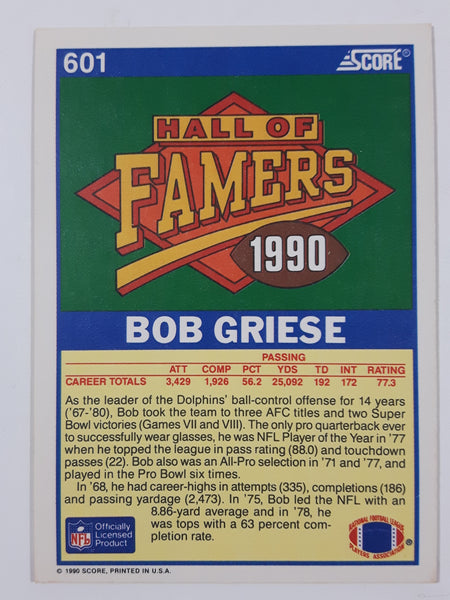 601
SCORE®
HALL OF
FAMERS
1990
BOB GRIESE
PASSING
ATT COMP PCT YDS TD INT RATING
CAREER TOTALS 3,429 1,926 56.2 25,092 192 172 77.3
As the leader of the Dolphins' ball-control offense for 14 years
('67-'80), Bob took the team to three AFC titles and two Super
Bowl victories (Games VII and VIII). The only pro quarterback ever
to successfully wear glasses, he was NFL Player of the Year in '77
when he topped the league in pass rating (88.0) and touchdown
passes (22). Bob also was an All-Pro selection in '71 and '77, and
played in the Pro Bowl six times.
In '68, he had career-highs in attempts (335), completions (186)
and passing yardage (2,473). In '75, Bob led the NFL with an
8.86-yard average and in '78, he
was tops with a 63 percent com-
pletion rate.
NFL
Officially
Licensed
Product
NATIONAL FOOTBALL LEAGUE
PLAYERS ASSOCIATION
© 1990 SCORE, PRINTED IN U.S.A.